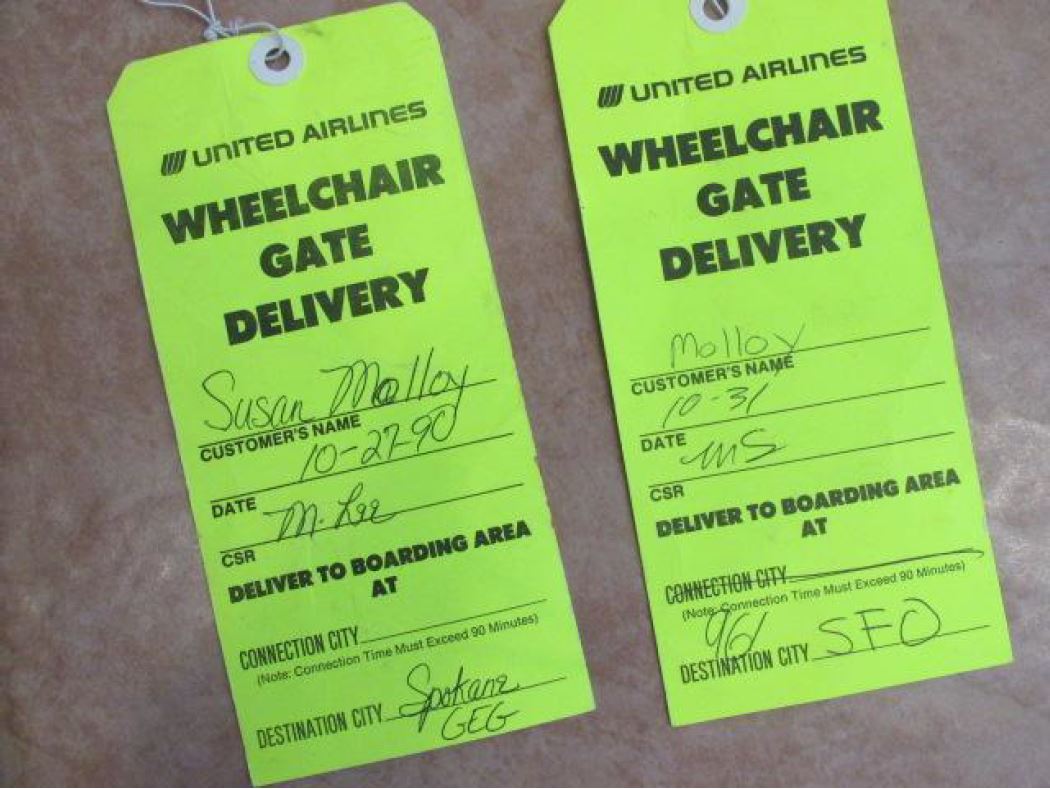 UNITED AIRLINES
WHEELCHAIR
GATE
DELIVERY
Susan Molloy
CUSTOMER'S NAME
10-27-90
DATE
M. Lee
CSR
DELIVER TO BOARDING AREA
AT
CONNECTION CITY
(Note: Connection Time Must Exceed 90 Minutes)
Spokane
DESTINATION CITY
GEG
UNITED AIRLINES
WHEELCHAIR
GATE
DELIVERY
Molloy
CUSTOMER'S NAME
10-31
DATE
MS
CSR
DELIVER TO BOARDING AREA
AT
CONNECTION CITY
(Note: Connection Time Must Exceed 90 Minutes)
961
DESTINATION CITY SFO